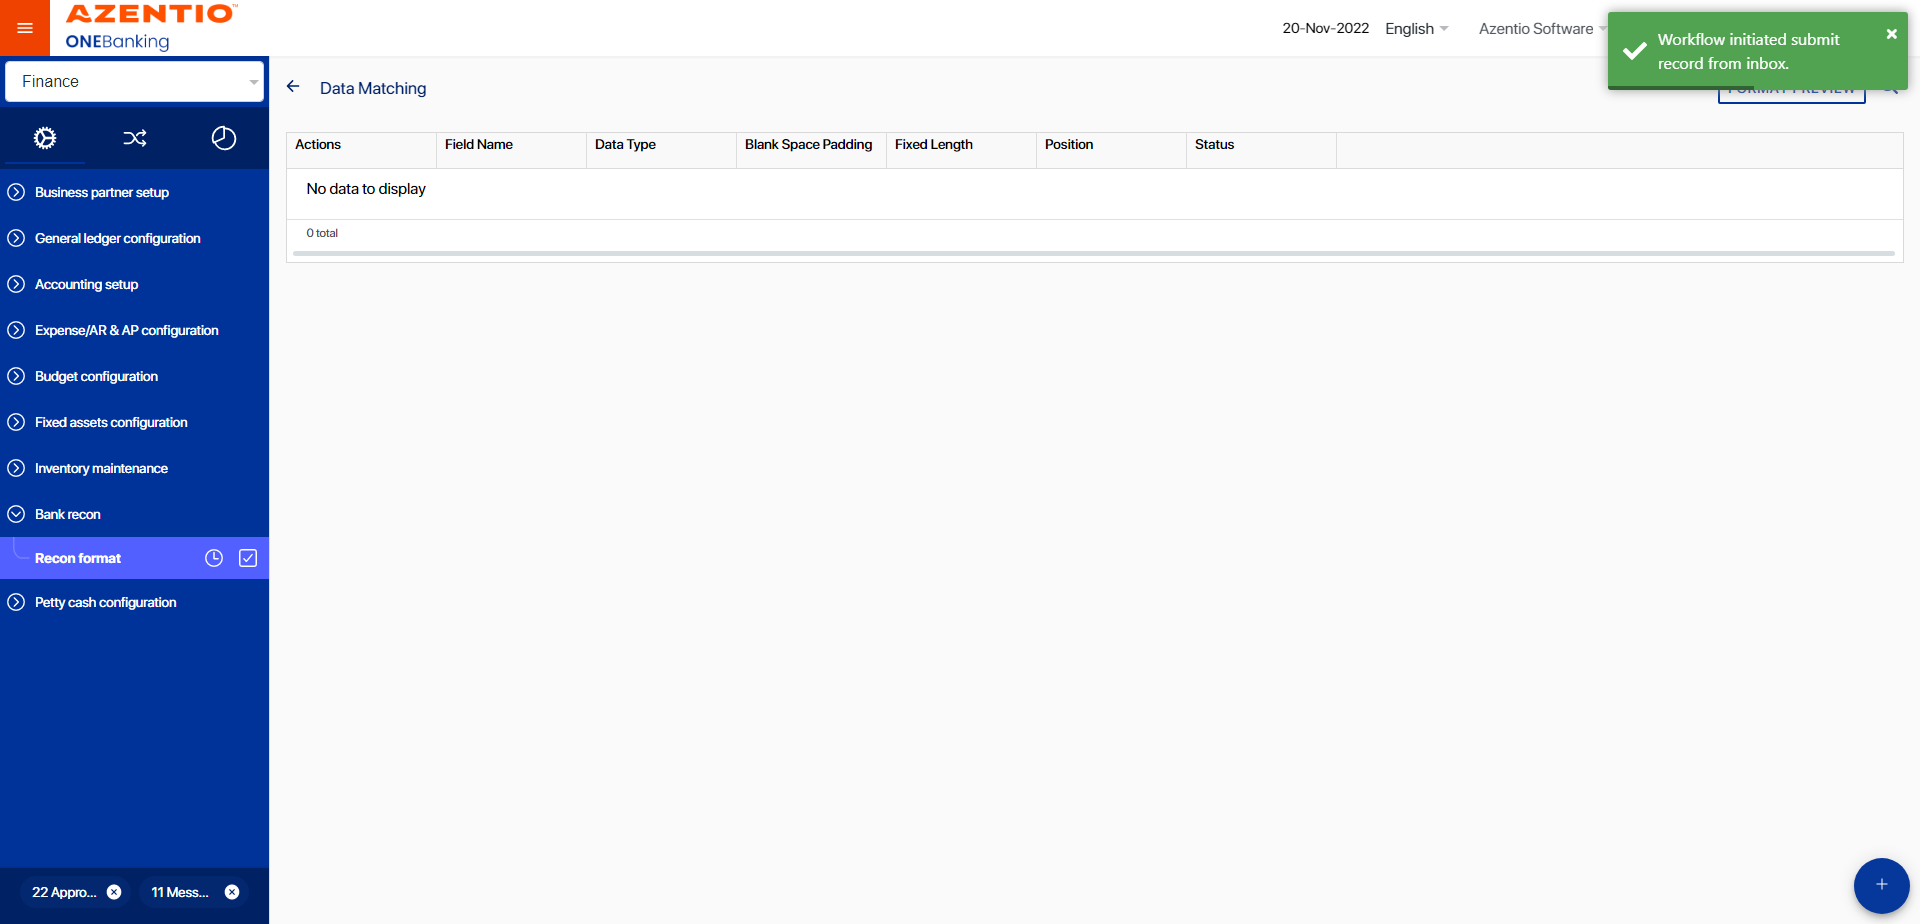 AZENTIO™
ONEBanking
20-Nov-2022
English
Azentio Software
Workflow initiated submit
record from inbox.
Finance
Data Matching
FORMAT PREVIEW
Actions
Field Name
Data Type
Blank Space Padding
Fixed Length
Position
Status
No data to display
0 total
Business partner setup
General ledger configuration
Accounting setup
Expense/AR & AP configuration
Budget configuration
Fixed assets configuration
Inventory maintenance
Bank recon
Recon format
Petty cash configuration
22 Appro...
11 Mess...